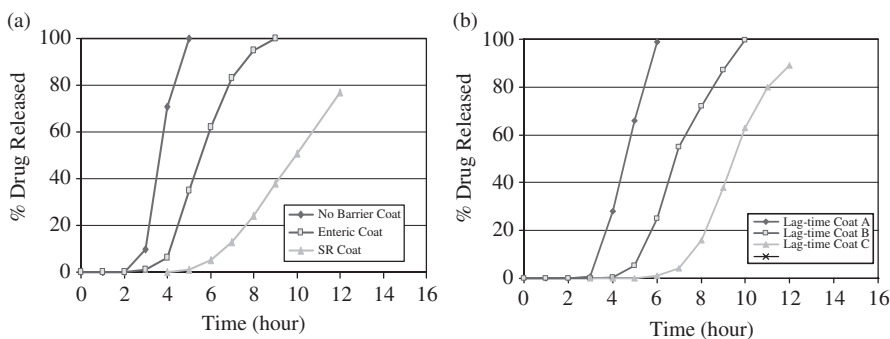 (a)
100
80
60
40
20
0
% Drug Released
No Barrier Coat
Enteric Coat
SR Coat
0 2 4 6 8 10 12 14 16
Time (hour)
(b)
100
80
60
40
20
0
% Drug Released
Lag-time Coat A
Lag-time Coat B
Lag-time Coat C
0 2 4 6 8 10 12 14 16
Time (hour)